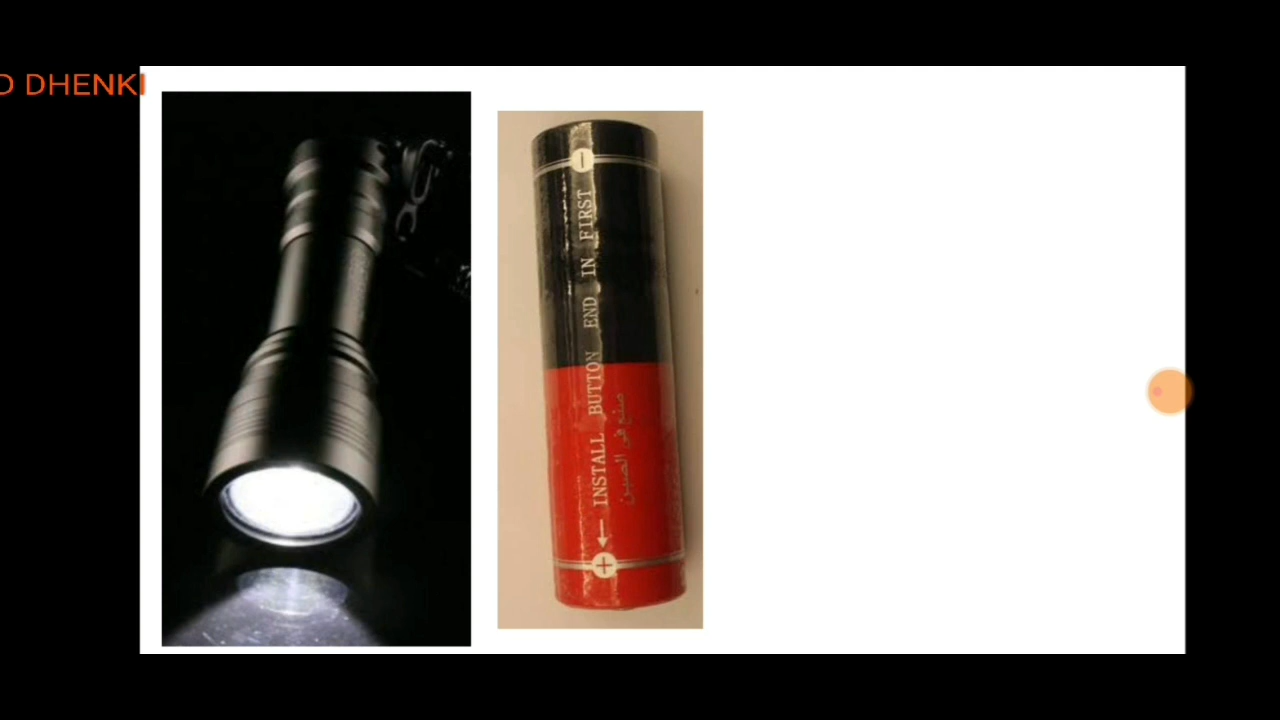 D DHENKI
−
← INSTALL BUTTON END IN FIRST
صنع في الصين
+